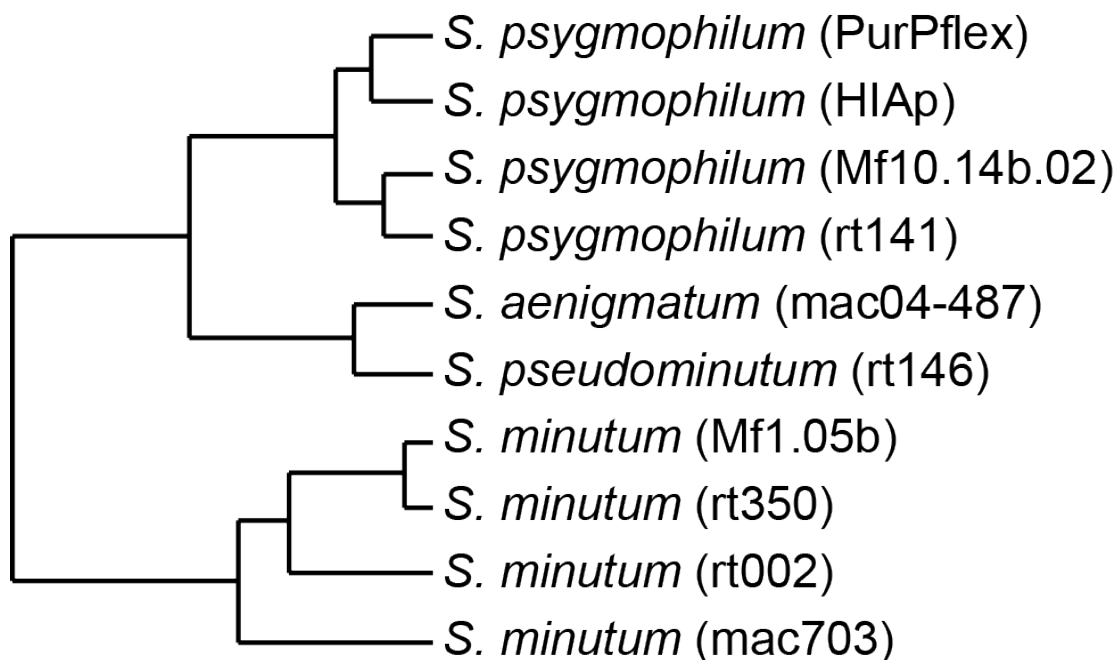 S. psygmophilum (PurPflex)
S. psygmophilum (HIAp)
S. psygmophilum (Mf10.14b.02)
S. psygmophilum (rt141)
S. aenigmatum (mac04-487)
S. pseudominutum (rt146)
S. minutum (Mf1.05b)
S. minutum (rt350)
S. minutum (rt002)
S. minutum (mac703)